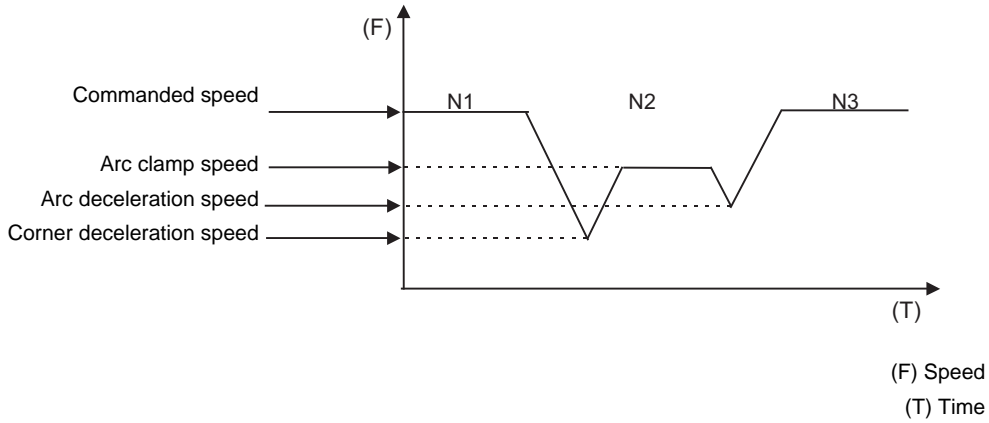 (F)
Commanded speed
N1 N2 N3
Arc clamp speed
Arc deceleration speed
Corner deceleration speed
(T)
(F) Speed
(T) Time